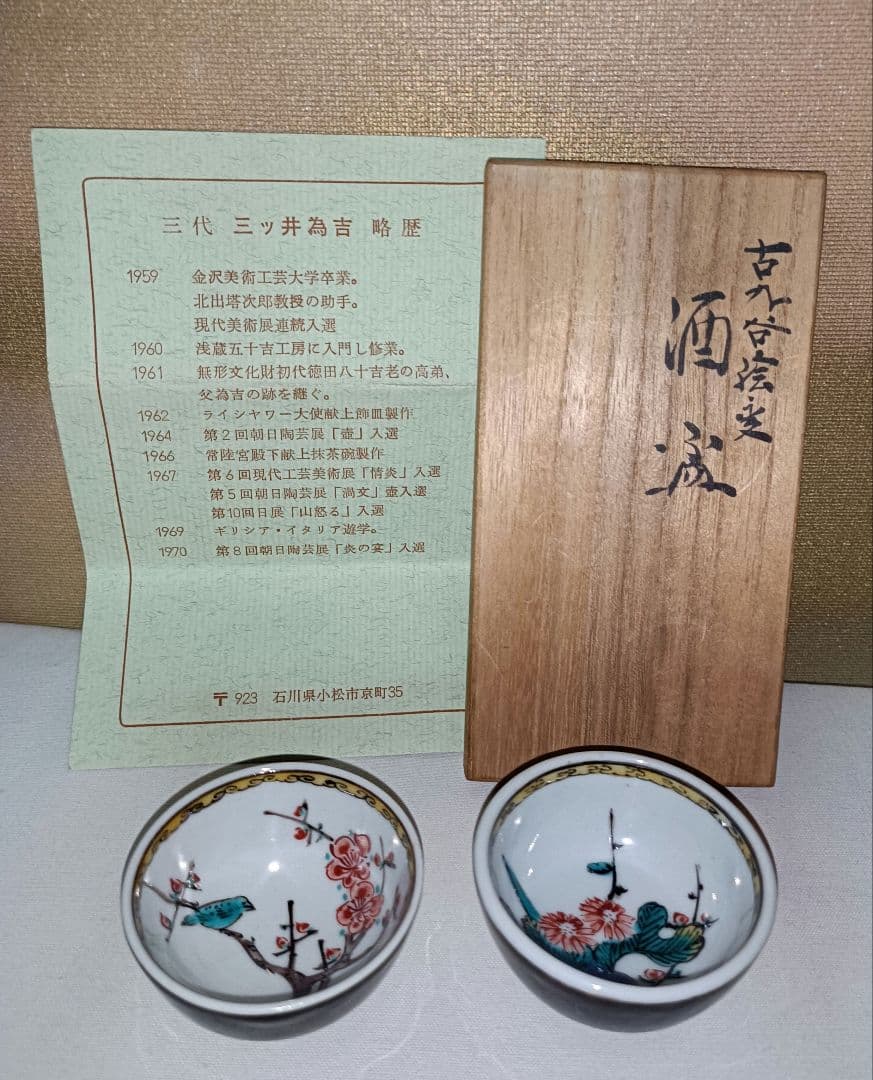 三代 三ッ井為吉 略歴
1959 金沢美術工芸大学卒業。
北出塔次郎教授の助手。
現代美術展連続入選
1960 浅蔵五十吉工房に入門し修業。
1961 無形文化財初代徳田八十吉老の高弟、
父為吉の跡を継ぐ。
1962 ライシヤワー大使献上飾皿製作
1964 第2回朝日陶芸展「壺」入選
1966 常陸宮殿下献上抹茶碗製作
1967 第6回現代工芸美術展「情炎」入選
第5回朝日陶芸展「渦文」壺入選
第10回日展「山怒る」入選
1969 ギリシア・イタリア遊学。
1970 第8回朝日陶芸展「炎の宴」入選
〒923 石川県小松市京町35
古九谷絵変
酒盃